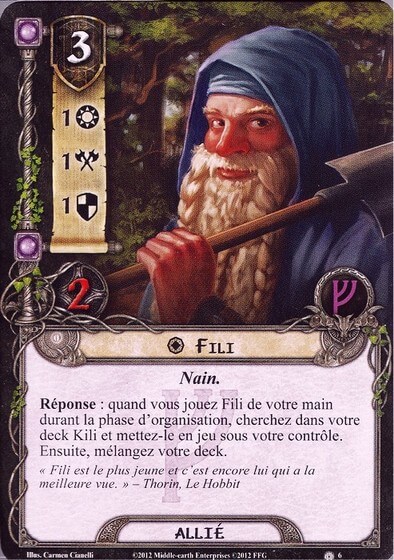 3
1
1
1
2
FILI
Nain.
Réponse : quand vous jouez Fili de votre main
durant la phase d'organisation, cherchez dans votre
deck Kili et mettez-le en jeu sous votre contrôle.
Ensuite, mélangez votre deck.
« Fili est le plus jeune et c'est encore lui qui a la
meilleure vue. » – Thorin, Le Hobbit
ALLIÉ
Illus. Carmen Cianelli ©2012 Middle-earth Enterprises ©2012 FFG 6